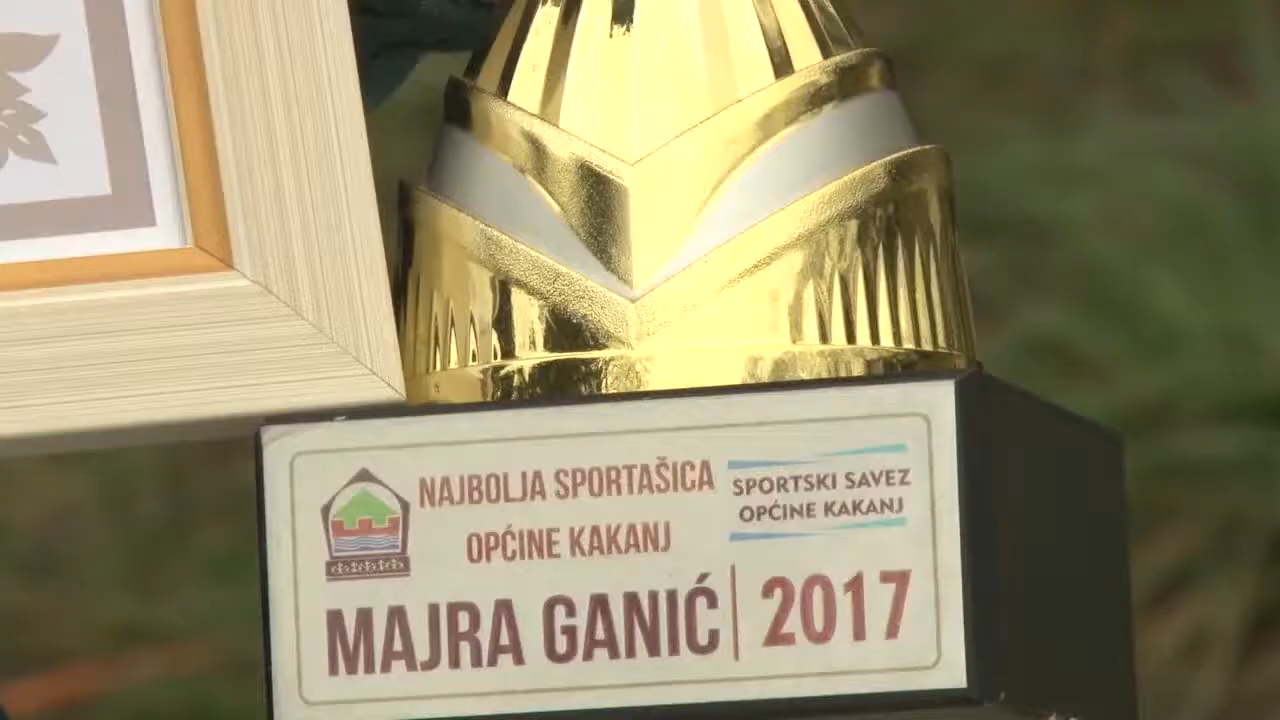 NAJBOLJA SPORTAŠICA
OPĆINE KAKANJ
SPORTSKI SAVEZ
OPĆINE KAKANJ
MAJRA GANIĆ
2017